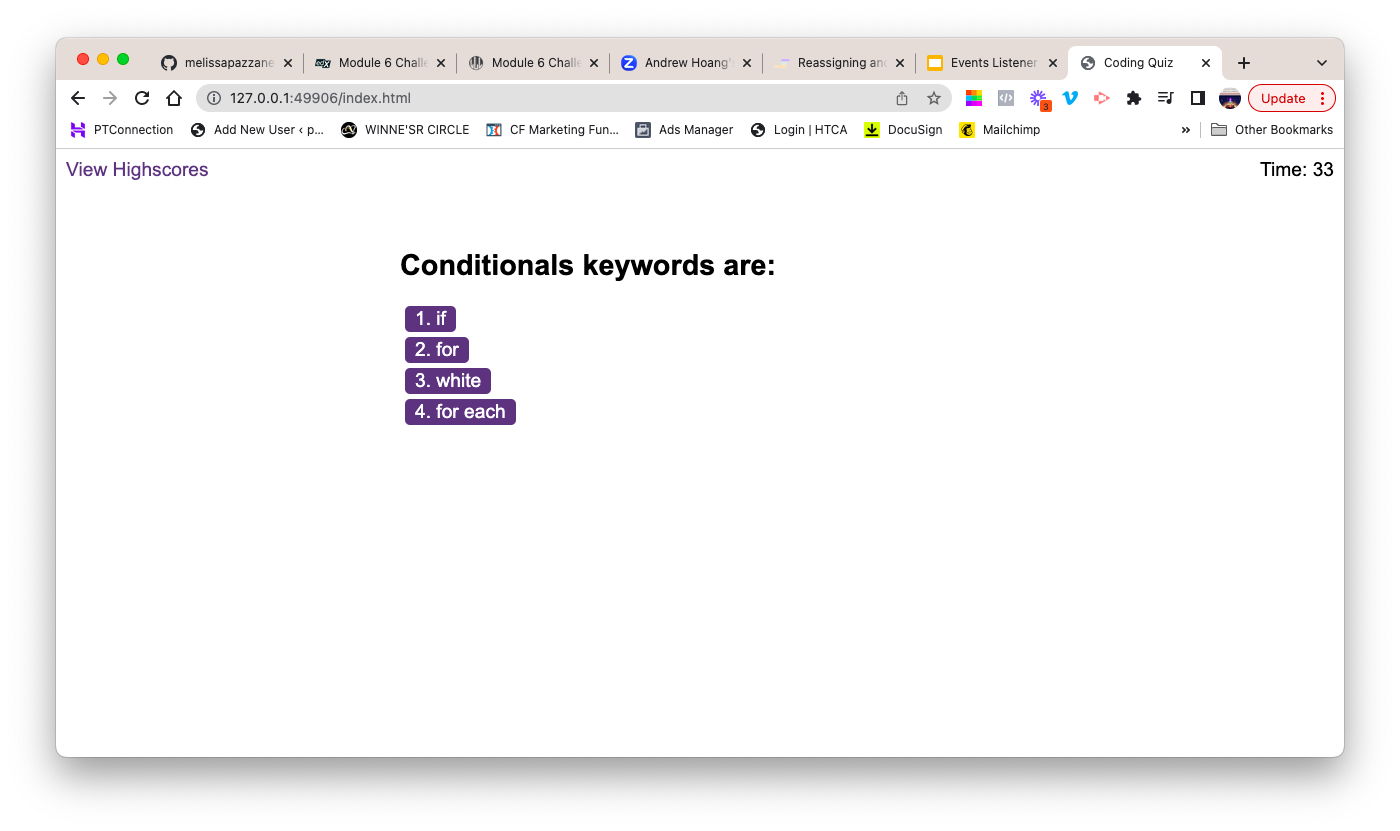 melissapazzane
Module 6 Challe
Module 6 Challe
Andrew Hoang's
Reassigning and
Events Listener
Coding Quiz
127.0.0.1:49906/index.html
3
Update
PTConnection
Add New User ‹ p...
WINNE'SR CIRCLE
CF Marketing Fun...
Ads Manager
Login | HTCA
DocuSign
Mailchimp
»
Other Bookmarks
View Highscores
Time: 33
Conditionals keywords are:
1. if
2. for
3. white
4. for each